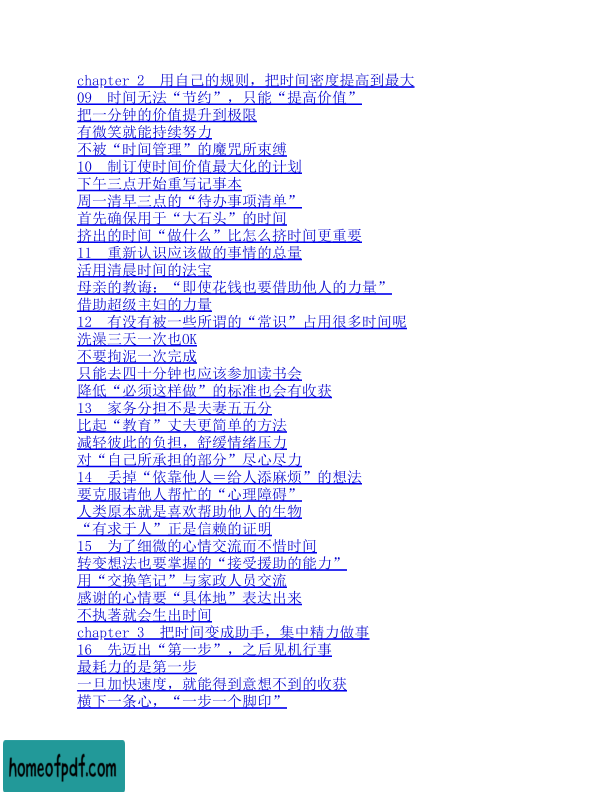 chapter 2　用自己的规则，把时间密度提高到最大
09　时间无法“节约”，只能“提高价值”
把一分钟的价值提升到极限
有微笑就能持续努力
不被“时间管理”的魔咒所束缚
10　制订使时间价值最大化的计划
下午三点开始重写记事本
周一清早三点的“待办事项清单”
首先确保用于“大石头”的时间
挤出的时间“做什么”比怎么挤时间更重要
11　重新认识应该做的事情的总量
活用清晨时间的法宝
母亲的教诲：“即使花钱也要借助他人的力量”
借助超级主妇的力量
12　有没有被一些所谓的“常识”占用很多时间呢
洗澡三天一次也OK
不要拘泥一次完成
只能去四十分钟也应该参加读书会
降低“必须这样做”的标准也会有收获
13　家务分担不是夫妻五五分
比起“教育”丈夫更简单的方法
减轻彼此的负担，舒缓情绪压力
对“自己所承担的部分”尽心尽力
14　丢掉“依靠他人＝给人添麻烦”的想法
要克服请他人帮忙的“心理障碍”
人类原本就是喜欢帮助他人的生物
“有求于人”正是信赖的证明
15　为了细微的心情交流而不惜时间
转变想法也要掌握的“接受援助的能力”
用“交换笔记”与家政人员交流
感谢的心情要“具体地”表达出来
不执著就会生出时间
chapter 3　把时间变成助手，集中精力做事
16　先迈出“第一步”，之后见机行事
最耗力的是第一步
一旦加快速度，就能得到意想不到的收获
横下一条心，“一步一个脚印”
homeofpdf.com